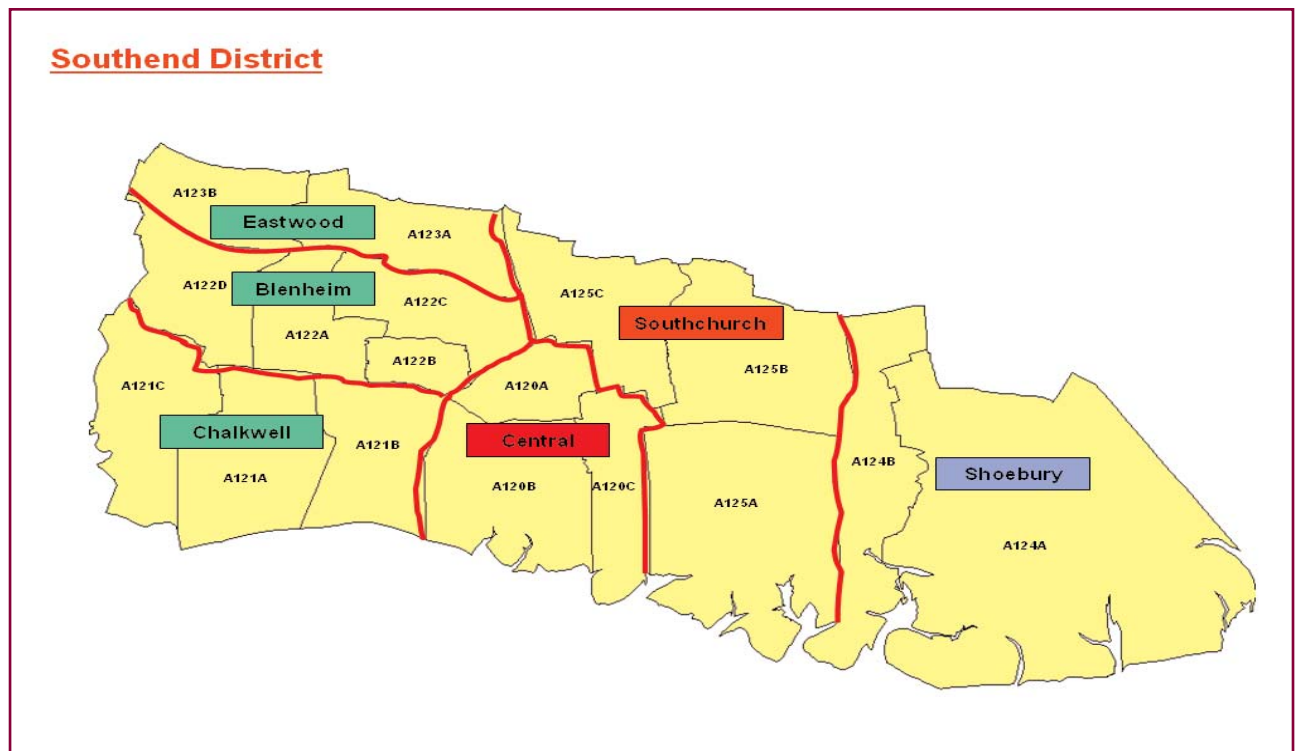 Southend District
A123B
Eastwood
A123A
A122D
Blenheim
A122C
A125C
Southchurch
A122A
A122B
A125B
A121C
A120A
Chalkwell
A121B
Central
A124B
A121A
A120B
A120C
A125A
Shoebury
A124A